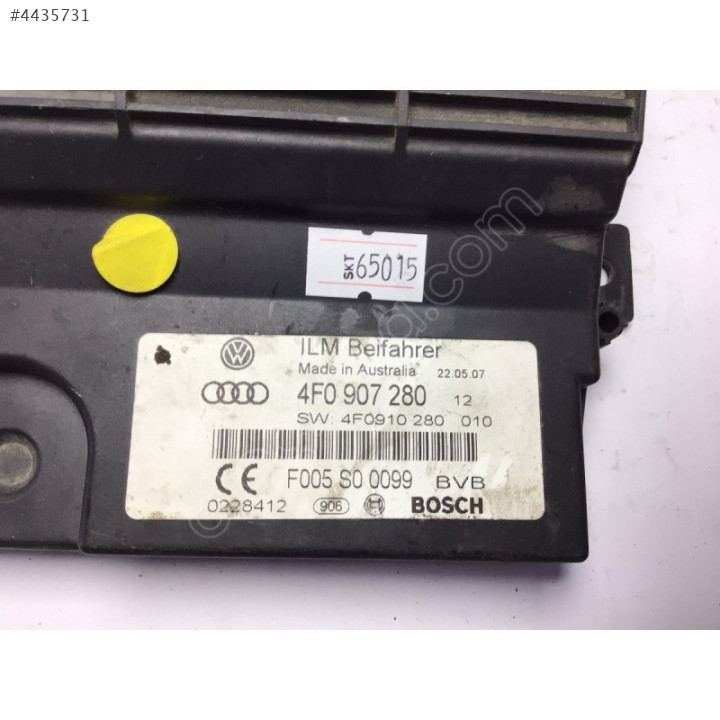 #4435731
SKT 65015
ILM Beifahrer
Made in Australia 22.05.07
4F0 907 280 12
SW: 4F0910 280 010
CE F005 S0 0099 BVB
0228412 906 BOSCH